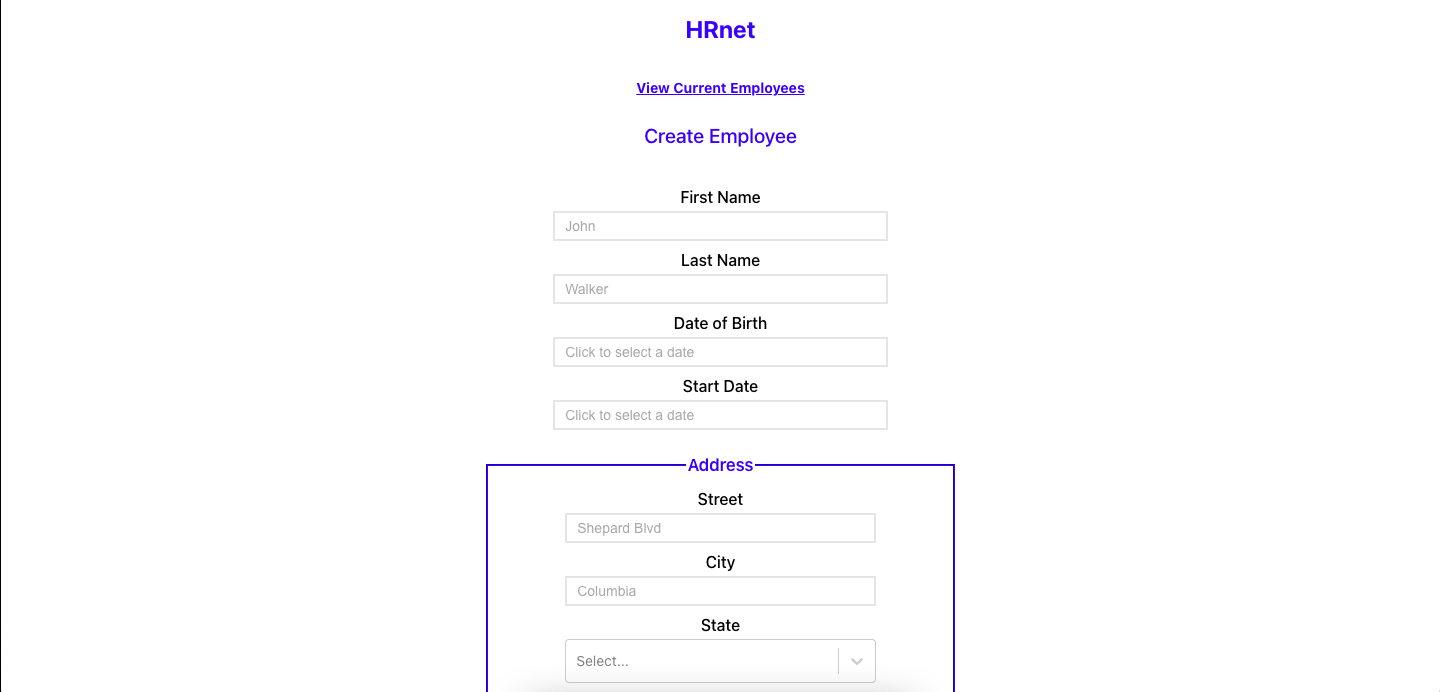 HRnet
View Current Employees
Create Employee
First Name
John
Last Name
Walker
Date of Birth
Click to select a date
Start Date
Click to select a date
Address
Street
Shepard Blvd
City
Columbia
State
Select...